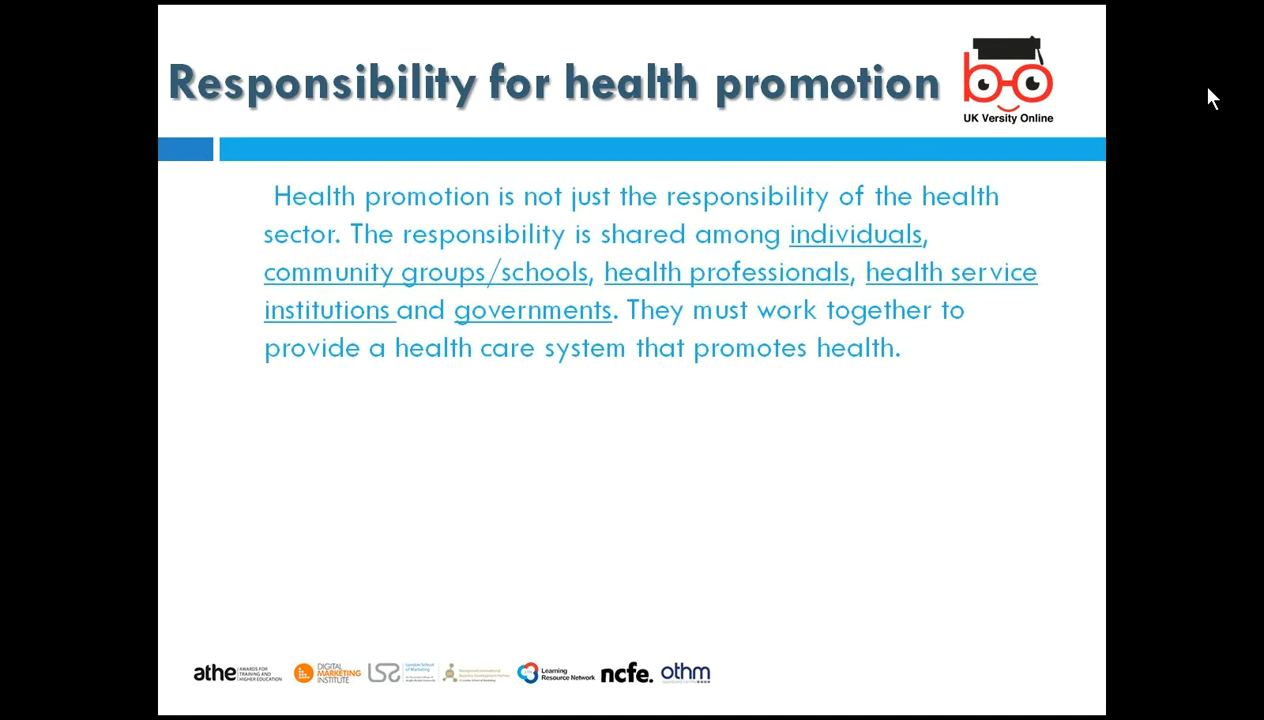 Responsibility for health promotion
UK Versity Online
Health promotion is not just the responsibility of the health
sector. The responsibility is shared among individuals,
community groups/schools, health professionals, health service
institutions and governments. They must work together to
provide a health care system that promotes health.
athe AWARDS FOR TRAINING AND HIGHER EDUCATION
DIGITAL MARKETING INSTITUTE
London School of Marketing
Learning Resource Network
ncfe.
othm